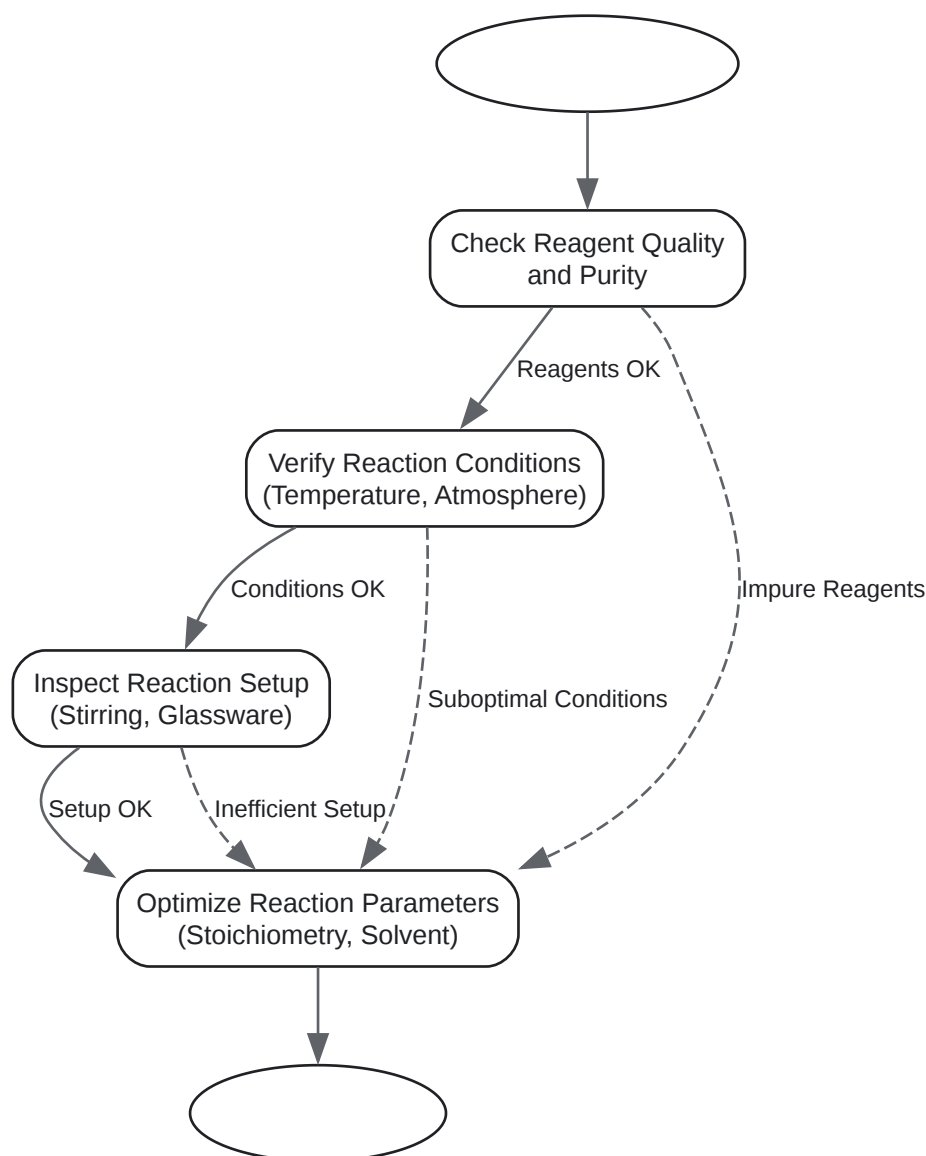 Check Reagent Quality
and Purity
Reagents OK
Verify Reaction Conditions
(Temperature, Atmosphere)
Conditions OK
Impure Reagents
Inspect Reaction Setup
(Stirring, Glassware)
Suboptimal Conditions
Setup OK
Inefficient Setup
Optimize Reaction Parameters
(Stoichiometry, Solvent)